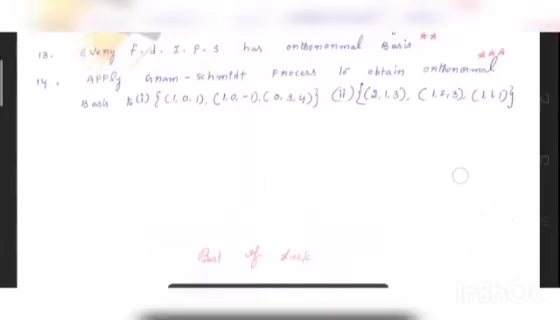 13. Every f.d.I.P.S has orthonormal Basis **
14. Apply Gram-schmidt Process to obtain orthonormal ***
Basis to (i) {(1,0,1), (1,0,-1), (0,3,4)} (ii) {(2,1,3), (1,2,3), (1,1,1)}
Best of luck
InShOt